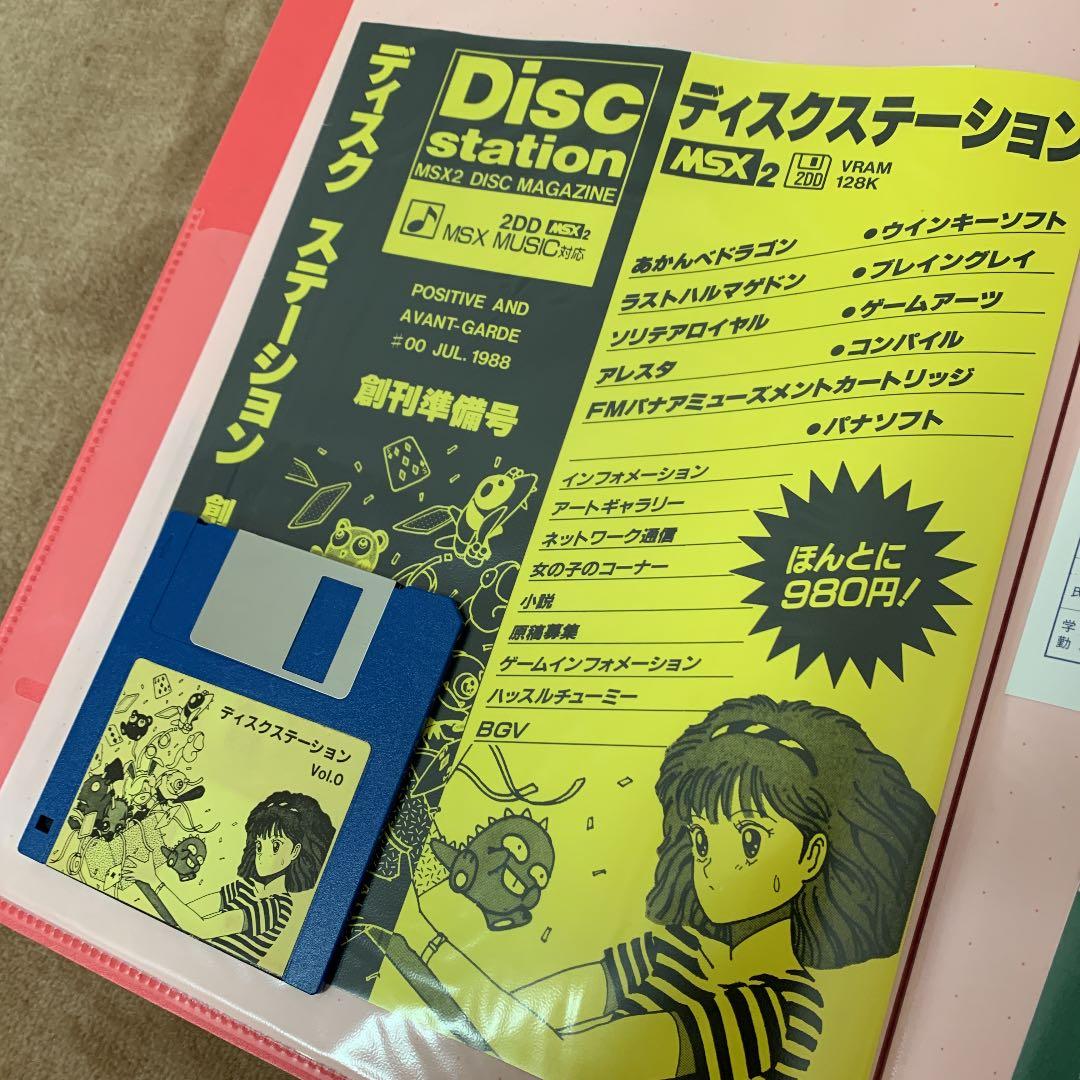 ディスク ステーション 創
Disc
station
MSX2 DISC MAGAZINE
2DD MSX2
MSX MUSIC対応
POSITIVE AND
AVANT-GARDE
#00 JUL. 1988
創刊準備号
ディスクステーション
MSX2 2DD VRAM
128K
あかんべドラゴン ●ウインキーソフト
ラストハルマゲドン ●ブレイングレイ
ソリテアロイヤル ●ゲームアーツ
アレスタ ●コンパイル
FMパナアミューズメントカートリッジ
●パナソフト
インフォメーション
アートギャラリー
ネットワーク通信
女の子のコーナー
小説
原稿募集
ゲームインフォメーション
ハッスルチューミー
BGV
ほんとに
980円!
ディスクステーション
Vol.0
氏
学
勤